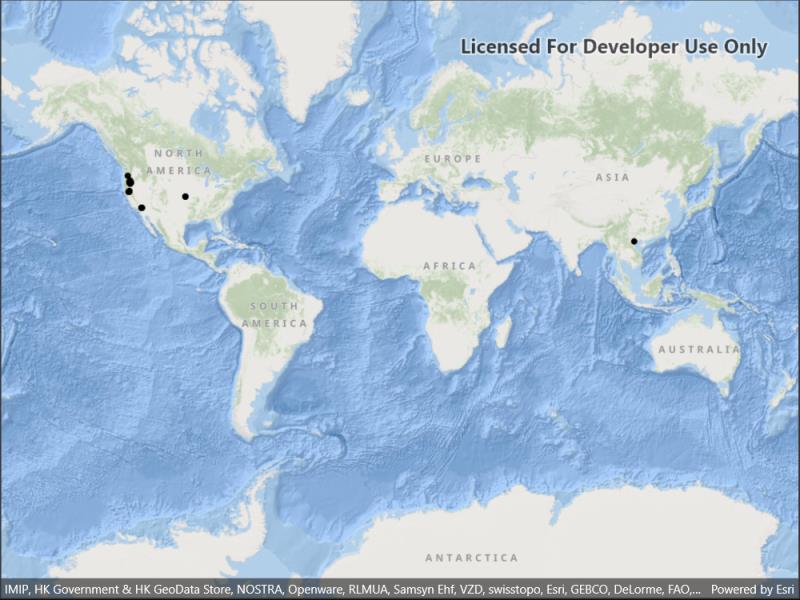 Licensed For Developer Use Only
NORTH
AMERICA
EUROPE
ASIA
AFRICA
SOUTH
AMERICA
AUSTRALIA
ANTARCTICA
IMIP, HK Government & HK GeoData Store, NOSTRA, Openware, RLMUA, Samsyn Ehf, VZD, swisstopo, Esri, GEBCO, DeLorme, FAO,... Powered by Esri